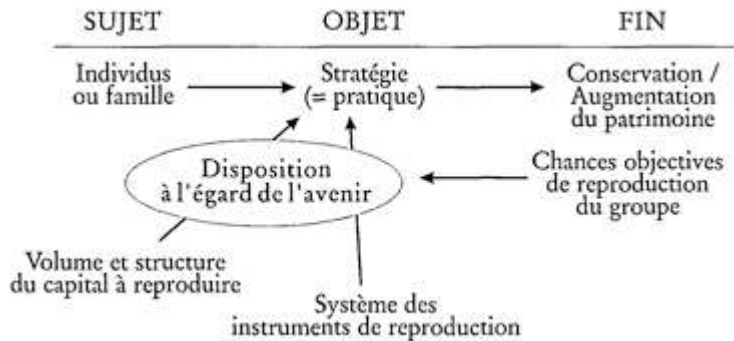 SUJET OBJET FIN
Individus
ou famille
Stratégie
(= pratique)
Conservation /
Augmentation
du patrimoine
Disposition
à l'égard de l'avenir
Chances objectives
de reproduction
du groupe
Volume et structure
du capital à reproduire
Système des
instruments de reproduction